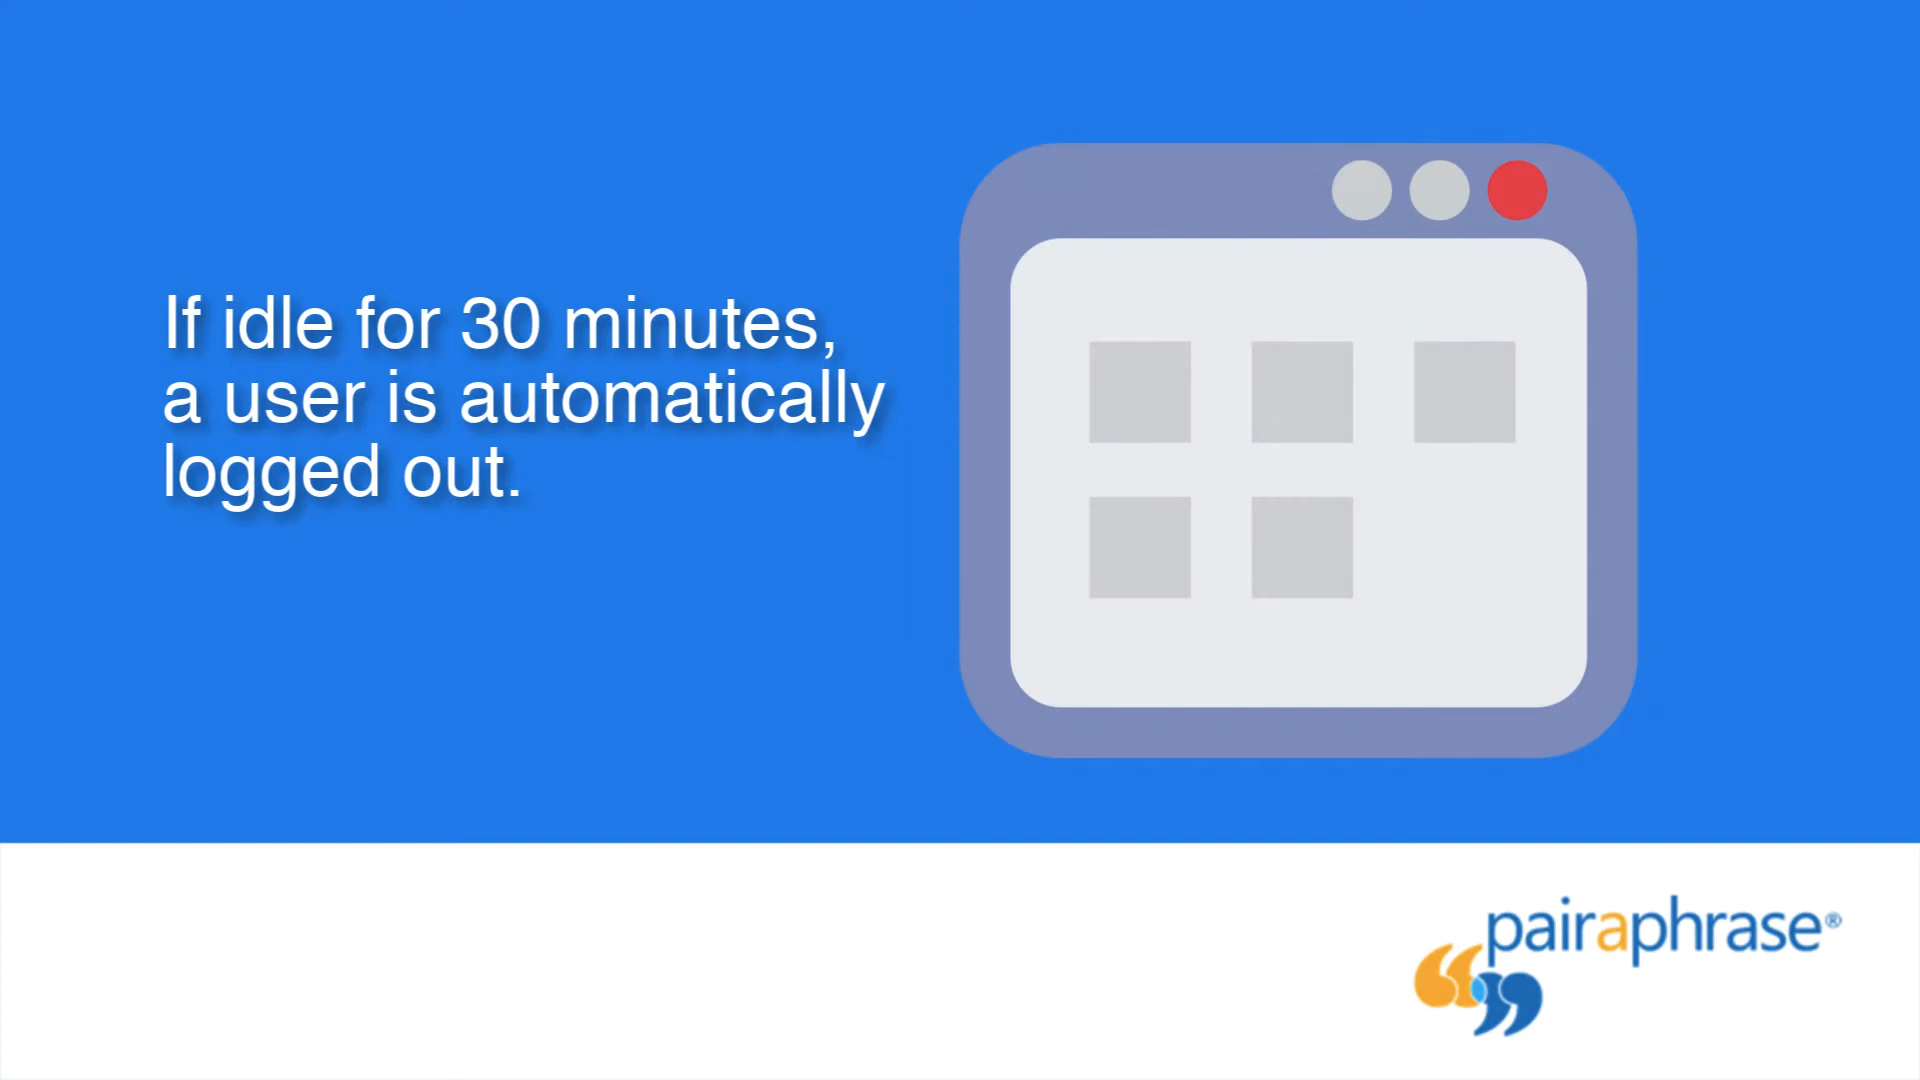 If idle for 30 minutes,
a user is automatically
logged out.
pairaphrase®